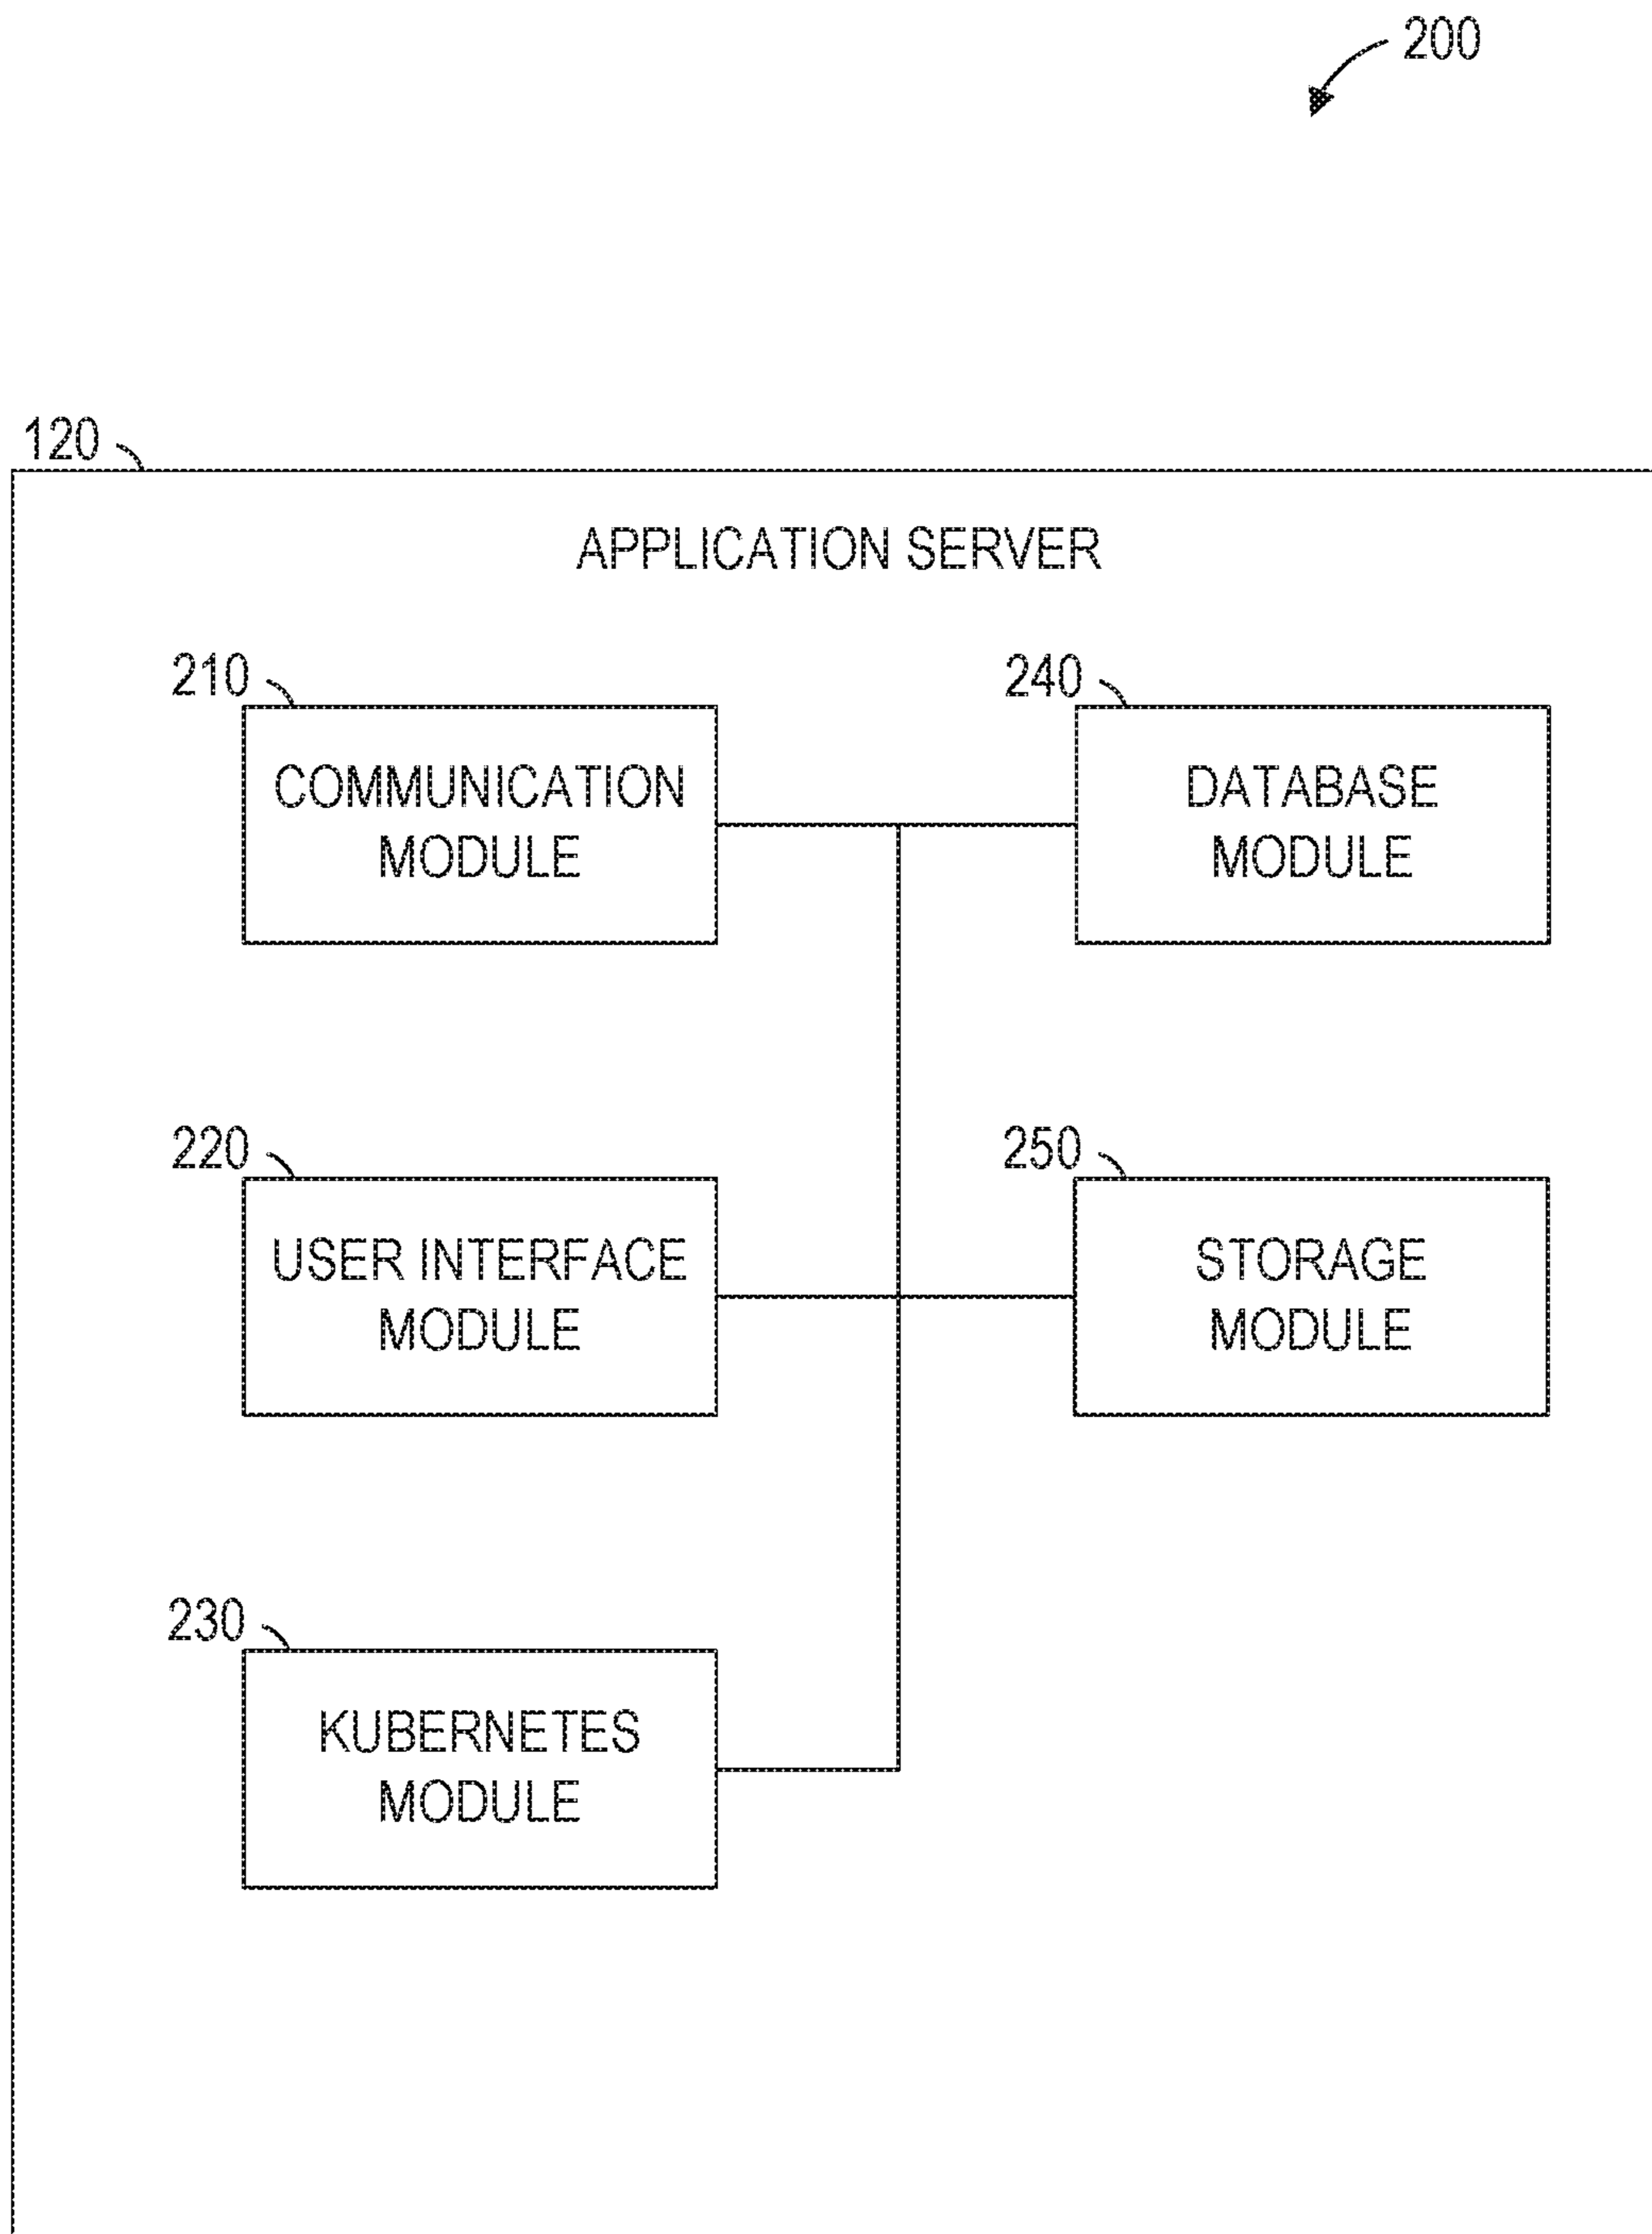 200
120
APPLICATION SERVER
210
COMMUNICATION
MODULE
240
DATABASE
MODULE
220
USER INTERFACE
MODULE
250
STORAGE
MODULE
230
KUBERNETES
MODULE